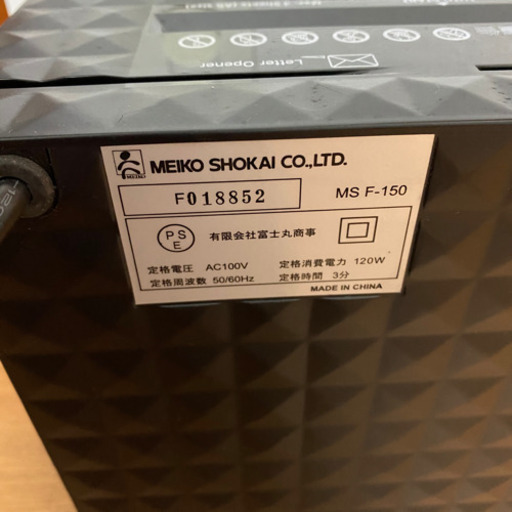 Letter Opener
MEIKO SHOKAI CO.,LTD.
F018852
MS F-150
PSE
有限会社富士丸商事
定格電圧 AC100V
定格消費電力 120W
定格周波数 50/60Hz
定格時間 3分
MADE IN CHINA